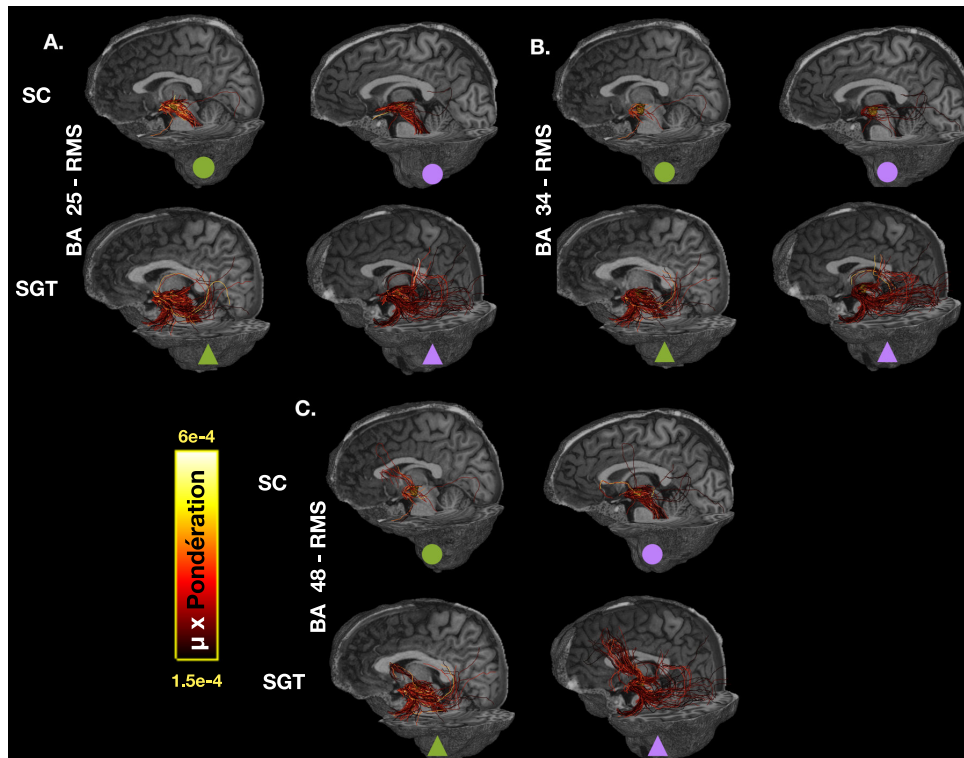 A.
B.
SC
BA 25 - RMS
BA 34 - RMS
SGT
C.
6e-4
µ x Pondération
1.5e-4
SC
BA 48 - RMS
SGT